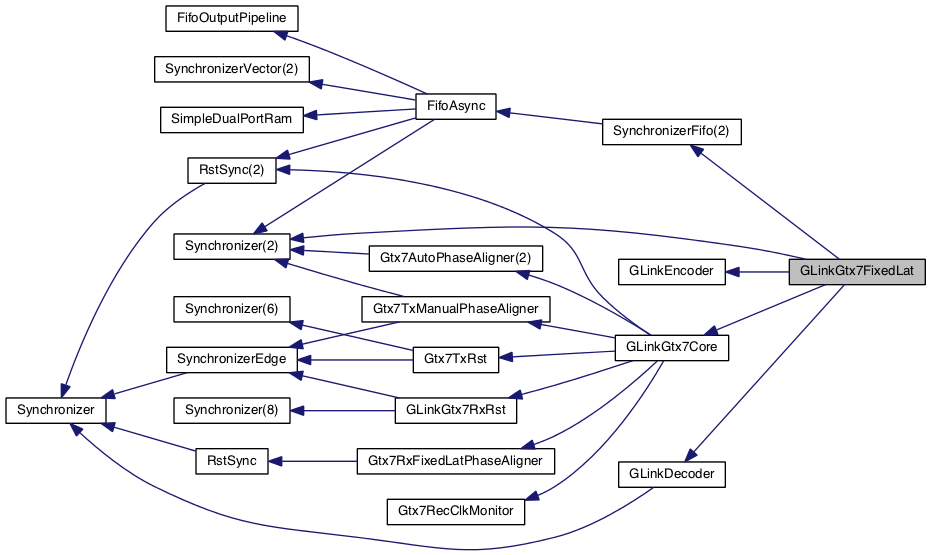 FifoOutputPipeline
SynchronizerVector(2)
FifoAsync
SimpleDualPortRam
SynchronizerFifo(2)
RstSync(2)
Synchronizer(2)
Gtx7AutoPhaseAligner(2)
GLinkEncoder
GLinkGtx7FixedLat
Synchronizer(6)
Gtx7TxManualPhaseAligner
SynchronizerEdge
Gtx7TxRst
GLinkGtx7Core
Synchronizer
Synchronizer(8)
GLinkGtx7RxRst
RstSync
Gtx7RxFixedLatPhaseAligner
GLinkDecoder
Gtx7RecClkMonitor